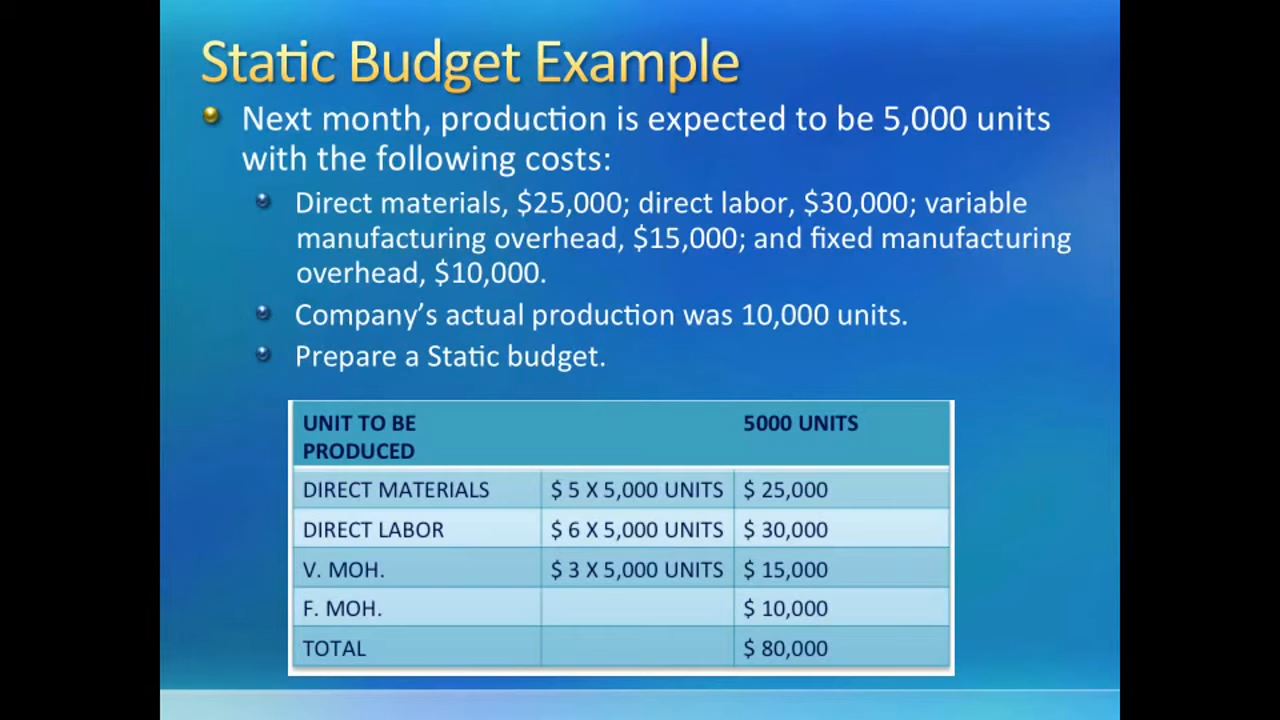 Static Budget Example
Next month, production is expected to be 5,000 units
with the following costs:
Direct materials, $25,000; direct labor, $30,000; variable
manufacturing overhead, $15,000; and fixed manufacturing
overhead, $10,000.
Company’s actual production was 10,000 units.
Prepare a Static budget.
UNIT TO BE 5000 UNITS
PRODUCED
DIRECT MATERIALS $ 5 X 5,000 UNITS $ 25,000
DIRECT LABOR $ 6 X 5,000 UNITS $ 30,000
V. MOH. $ 3 X 5,000 UNITS $ 15,000
F. MOH. $ 10,000
TOTAL $ 80,000